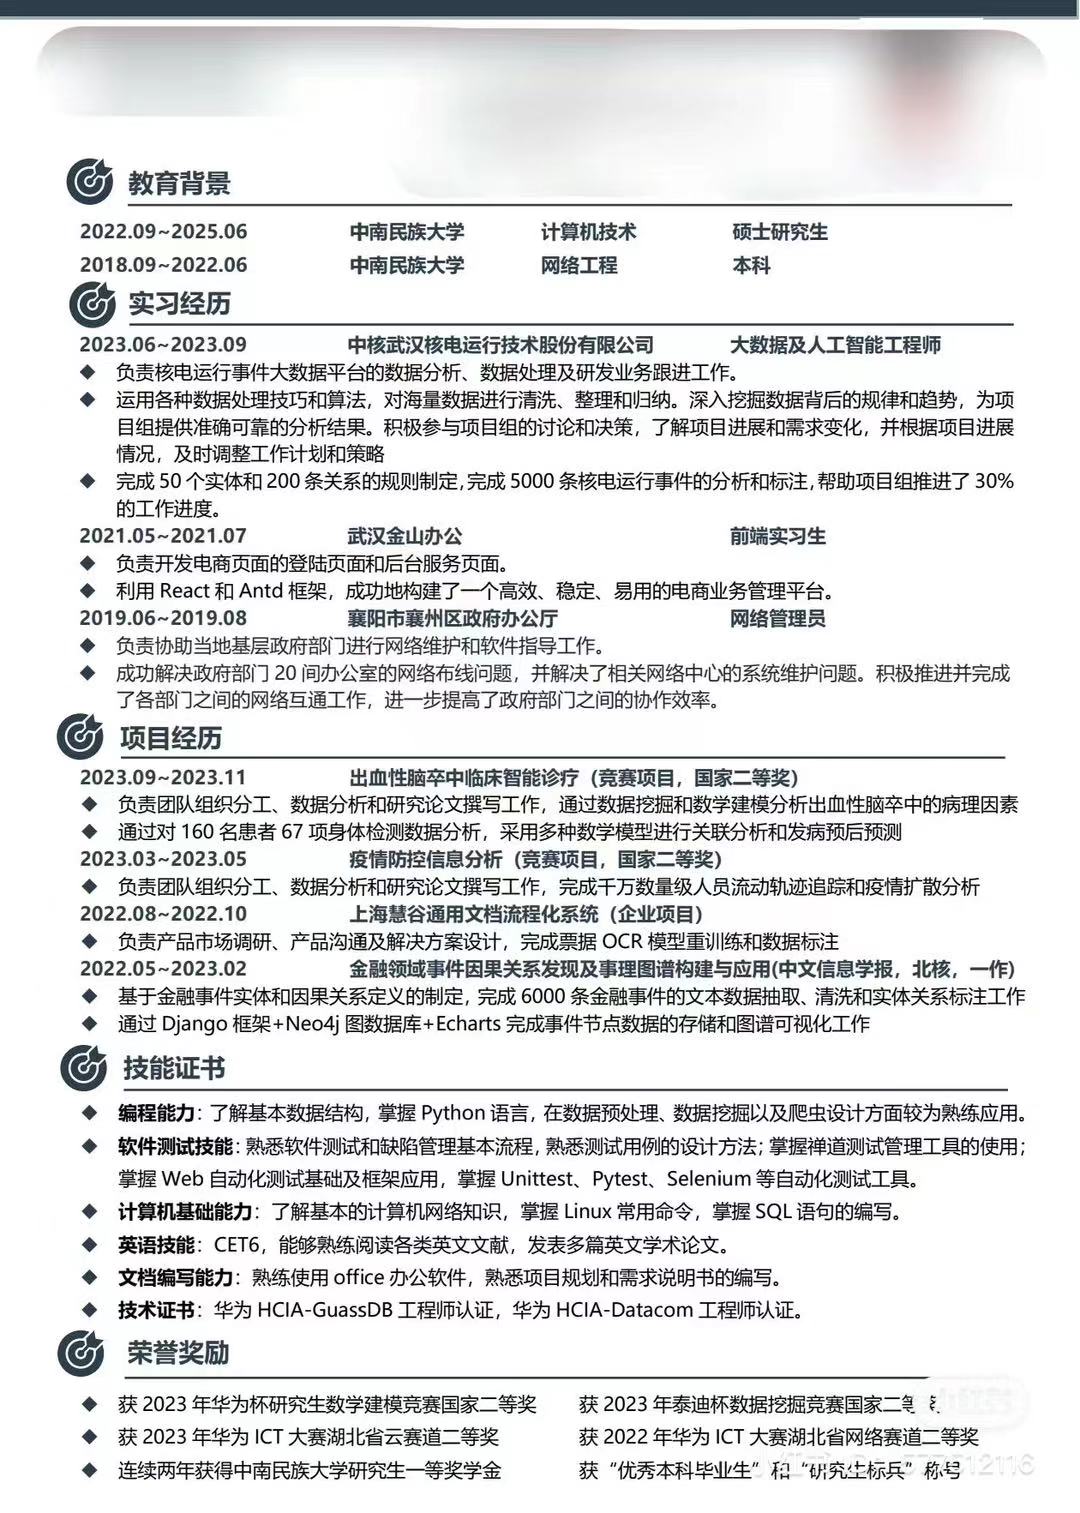 教育背景
2022.09~2025.06 中南民族大学 计算机技术 硕士研究生
2018.09~2022.06 中南民族大学 网络工程 本科
实习经历
2023.06~2023.09 中核武汉核电运行技术股份有限公司 大数据及人工智能工程师
◆ 负责核电运行事件大数据平台的数据分析、数据处理及研发业务跟进工作。
◆ 运用各种数据处理技巧和算法，对海量数据进行清洗、整理和归纳。深入挖掘数据背后的规律和趋势，为项
目组提供准确可靠的分析结果。积极参与项目组的讨论和决策，了解项目进展和需求变化，并根据项目进展
情况，及时调整工作计划和策略
◆ 完成 50 个实体和 200 条关系的规则制定，完成 5000 条核电运行事件的分析和标注，帮助项目组推进了 30%
的工作进度。
2021.05~2021.07 武汉金山办公 前端实习生
◆ 负责开发电商页面的登陆页面和后台服务页面。
◆ 利用 React 和 Antd 框架，成功地构建了一个高效、稳定、易用的电商业务管理平台。
2019.06~2019.08 襄阳市襄州区政府办公厅 网络管理员
◆ 负责协助当地基层政府部门进行网络维护和软件指导工作。
◆ 成功解决政府部门 20 间办公室的网络布线问题，并解决了相关网络中心的系统维护问题。积极推进并完成
了各部门之间的网络互通工作，进一步提高了政府部门之间的协作效率。
项目经历
2023.09~2023.11 出血性脑卒中临床智能诊疗（竞赛项目，国家二等奖）
◆ 负责团队组织分工、数据分析和研究论文撰写工作，通过数据挖掘和数学建模分析出血性脑卒中的病理因素
◆ 通过对 160 名患者 67 项身体检测数据分析，采用多种数学模型进行关联分析和发病预后预测
2023.03~2023.05 疫情防控信息分析（竞赛项目，国家二等奖）
◆ 负责团队组织分工、数据分析和研究论文撰写工作，完成千万数量级人员流动轨迹追踪和疫情扩散分析
2022.08~2022.10 上海慧谷通用文档流程化系统（企业项目）
◆ 负责产品市场调研、产品沟通及解决方案设计，完成票据 OCR 模型重训练和数据标注
2022.05~2023.02 金融领域事件因果关系发现及事理图谱构建与应用(中文信息学报，北核，一作)
◆ 基于金融事件实体和因果关系定义的制定，完成 6000 条金融事件的文本数据抽取、清洗和实体关系标注工作
◆ 通过 Django 框架+Neo4j 图数据库+Echarts 完成事件节点数据的存储和图谱可视化工作
技能证书
◆ 编程能力：了解基本数据结构，掌握 Python 语言，在数据预处理、数据挖掘以及爬虫设计方面较为熟练应用。
◆ 软件测试技能：熟悉软件测试和缺陷管理基本流程，熟悉测试用例的设计方法；掌握禅道测试管理工具的使用；
掌握 Web 自动化测试基础及框架应用，掌握 Unittest、Pytest、Selenium 等自动化测试工具。
◆ 计算机基础能力：了解基本的计算机网络知识，掌握 Linux 常用命令，掌握 SQL 语句的编写。
◆ 英语技能：CET6，能够熟练阅读各类英文文献，发表多篇英文学术论文。
◆ 文档编写能力：熟练使用 office 办公软件，熟悉项目规划和需求说明书的编写。
◆ 技术证书：华为 HCIA-GuassDB 工程师认证，华为 HCIA-Datacom 工程师认证。
荣誉奖励
◆ 获 2023 年华为杯研究生数学建模竞赛国家二等奖 获 2023 年泰迪杯数据挖掘竞赛国家二等
◆ 获 2023 年华为 ICT 大赛湖北省云赛道二等奖 获 2022 年华为 ICT 大赛湖北省网络赛道二等奖
◆ 连续两年获得中南民族大学研究生一等奖学金 获“优秀本科毕业生”和“研究生标兵”称号